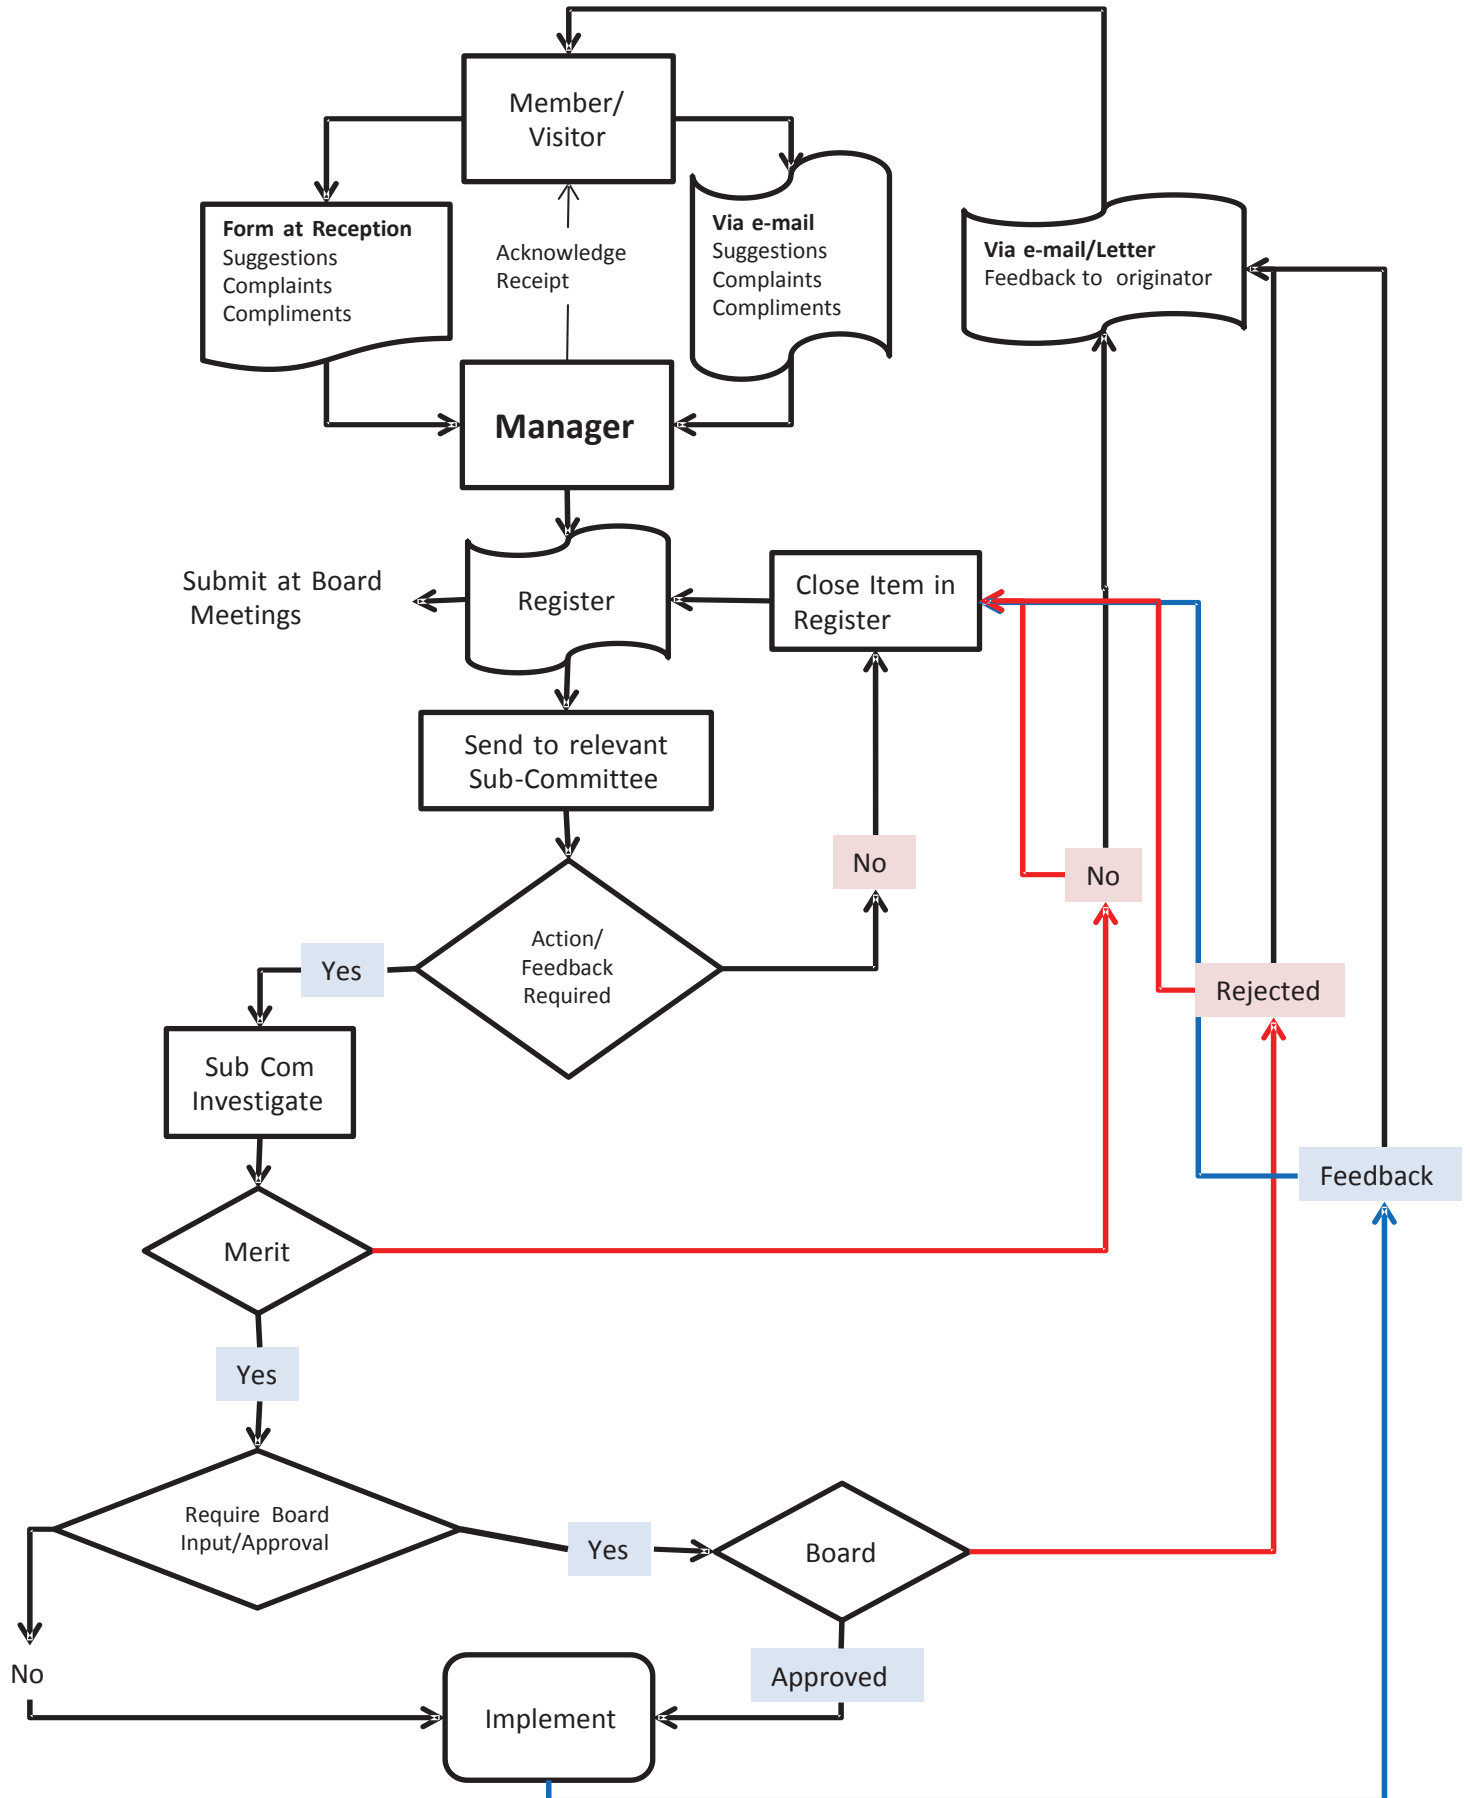 Member/
Visitor
Form at Reception
Suggestions
Complaints
Compliments
Acknowledge
Receipt
Via e-mail
Suggestions
Complaints
Compliments
Via e-mail/Letter
Feedback to originator
Manager
Submit at Board
Meetings
Register
Close Item in
Register
Send to relevant
Sub-Committee
No
No
Action/
Feedback
Required
Yes
Rejected
Sub Com
Investigate
Feedback
Merit
Yes
Require Board
Input/Approval
Yes
Board
No
Approved
Implement